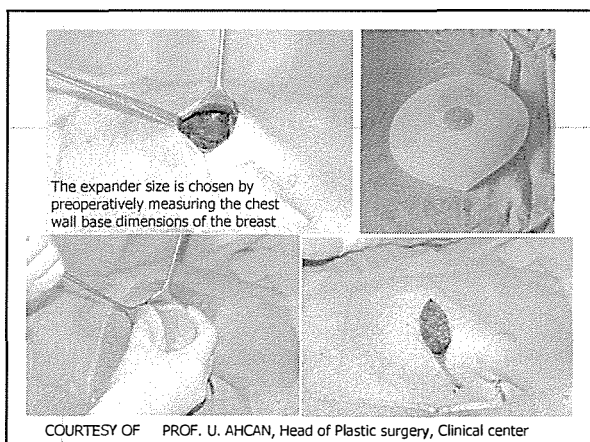 The expander size is chosen by
preoperatively measuring the chest
wall base dimensions of the breast
COURTESY OF PROF. U. AHCAN, Head of Plastic surgery, Clinical center